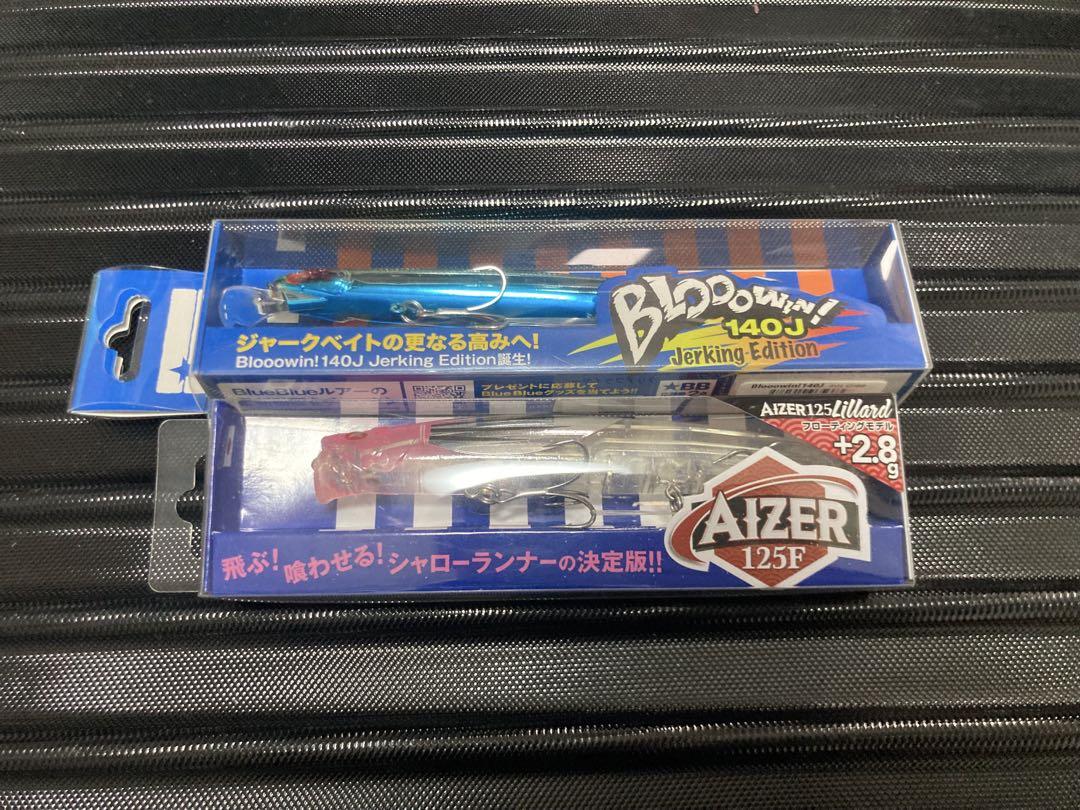 BLOOOWIN!
140J
Jerking Edition
ジャークベイトの更なる高みへ!
Blooowin!140J Jerking Edition誕生!
BlueBlueルアーの
プレゼントに応募して
BlueBlueグッズを当てよう!!
★BB
Blooowin!140J
AIZER125Lillard
フローティングモデル
+2.8g
AIZER
125F
飛ぶ!喰わせる!シャローランナーの決定版!!